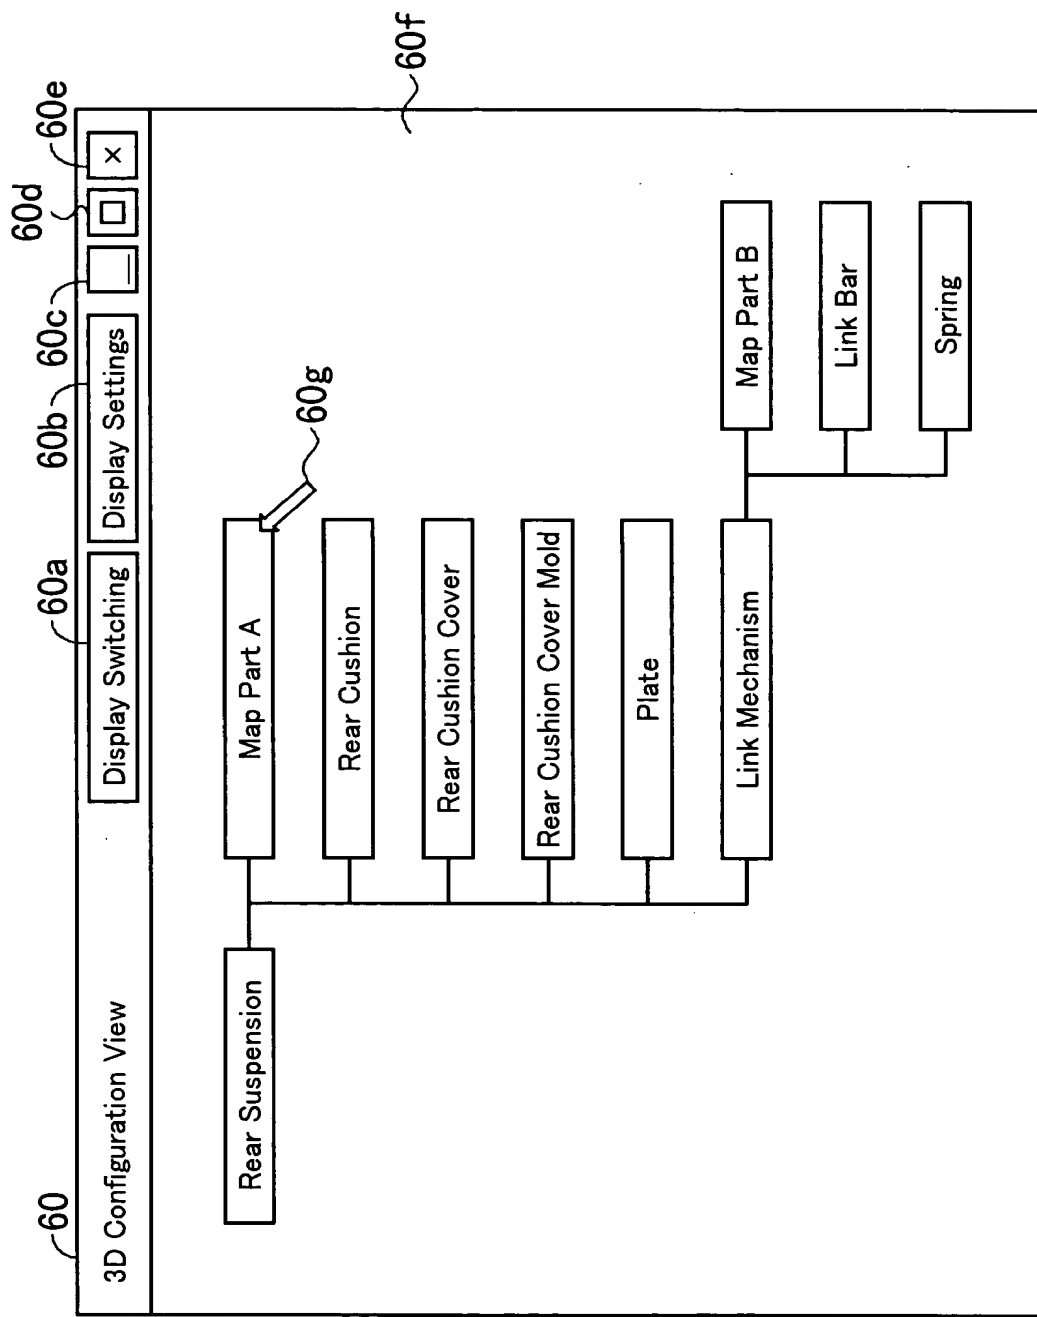 60
60a
60b
60c
60d
60e
3D Configuration View
Display Switching
Display Settings
×
60f
60g
Rear Suspension
Map Part A
Rear Cushion
Rear Cushion Cover
Rear Cushion Cover Mold
Plate
Link Mechanism
Map Part B
Link Bar
Spring